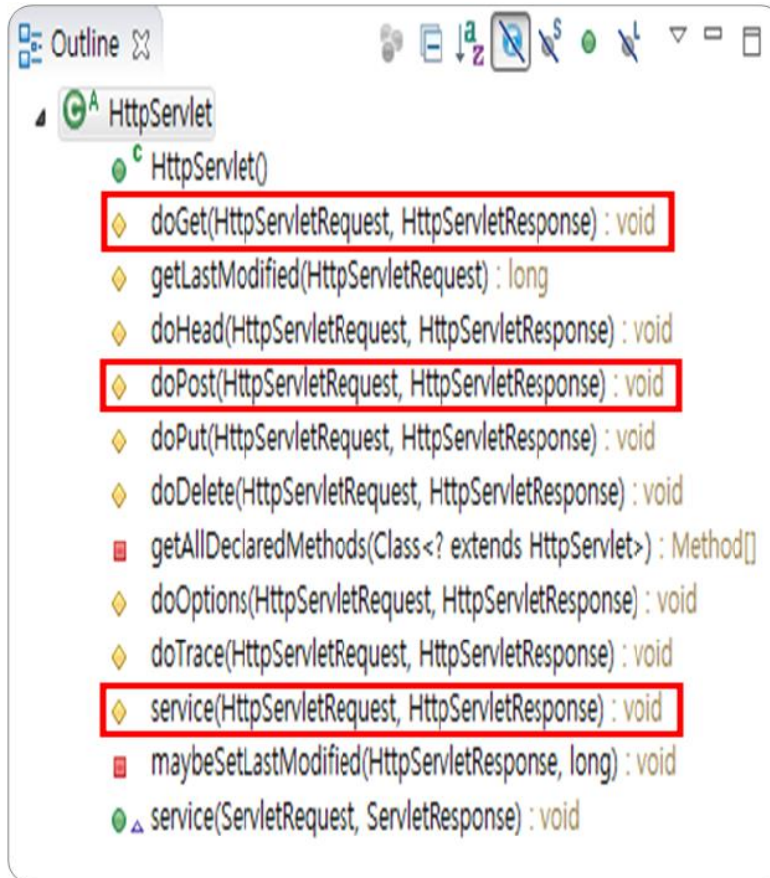 Outline
HttpServlet
HttpServlet()
doGet(HttpServletRequest, HttpServletResponse) : void
getLastModified(HttpServletRequest) : long
doHead(HttpServletRequest, HttpServletResponse) : void
doPost(HttpServletRequest, HttpServletResponse) : void
doPut(HttpServletRequest, HttpServletResponse) : void
doDelete(HttpServletRequest, HttpServletResponse) : void
getAllDeclaredMethods(Class<? extends HttpServlet>) : Method[]
doOptions(HttpServletRequest, HttpServletResponse) : void
doTrace(HttpServletRequest, HttpServletResponse) : void
service(HttpServletRequest, HttpServletResponse) : void
maybeSetLastModified(HttpServletResponse, long) : void
service(ServletRequest, ServletResponse) : void